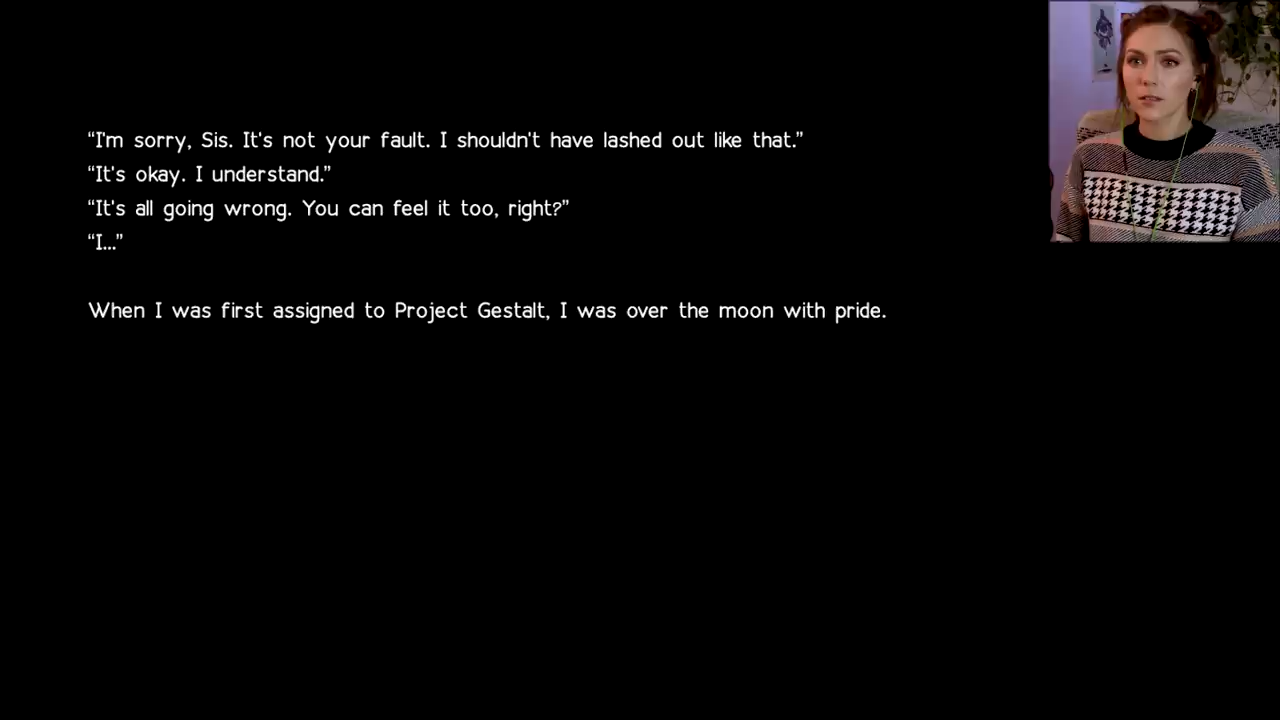 “I'm sorry, Sis. It's not your fault. I shouldn't have lashed out like that.”
“It's okay. I understand.”
“It's all going wrong. You can feel it too, right?”
“I...”
When I was first assigned to Project Gestalt, I was over the moon with pride.